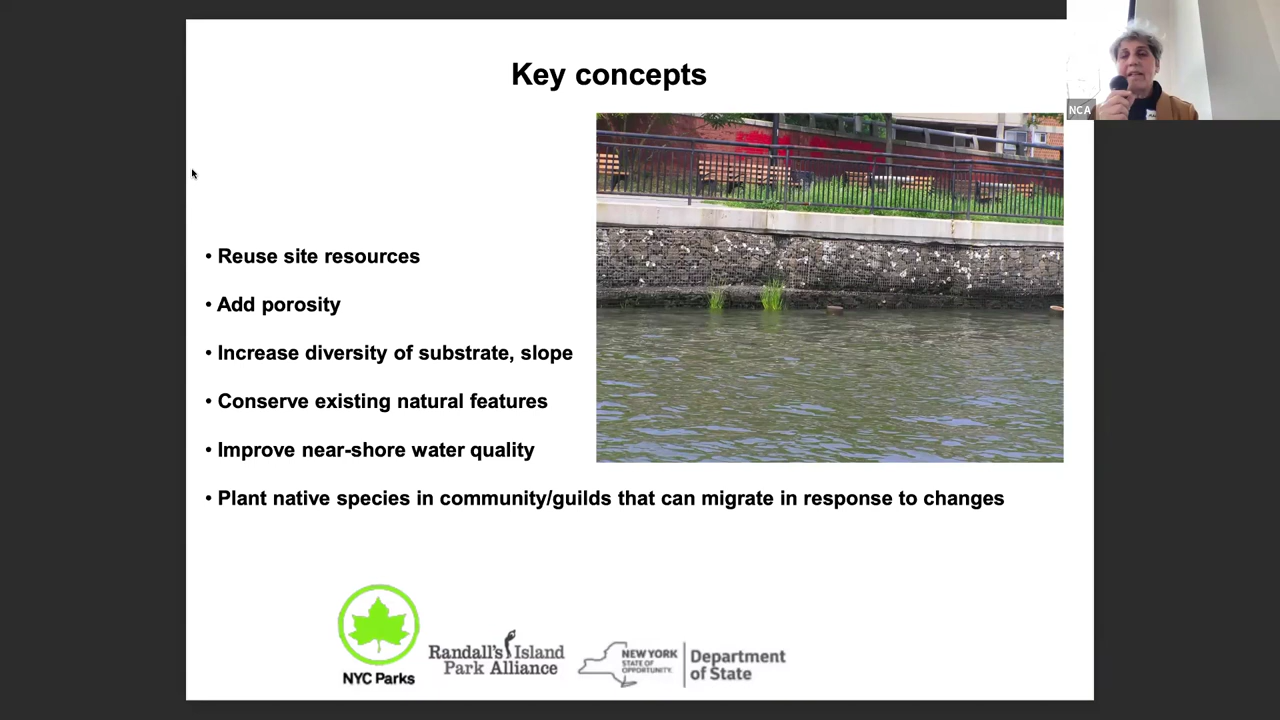 Key concepts
NCA
• Reuse site resources
• Add porosity
• Increase diversity of substrate, slope
• Conserve existing natural features
• Improve near-shore water quality
• Plant native species in community/guilds that can migrate in response to changes
NYC Parks
Randall's Island
Park Alliance
NEW YORK
STATE OF
OPPORTUNITY.
Department
of State